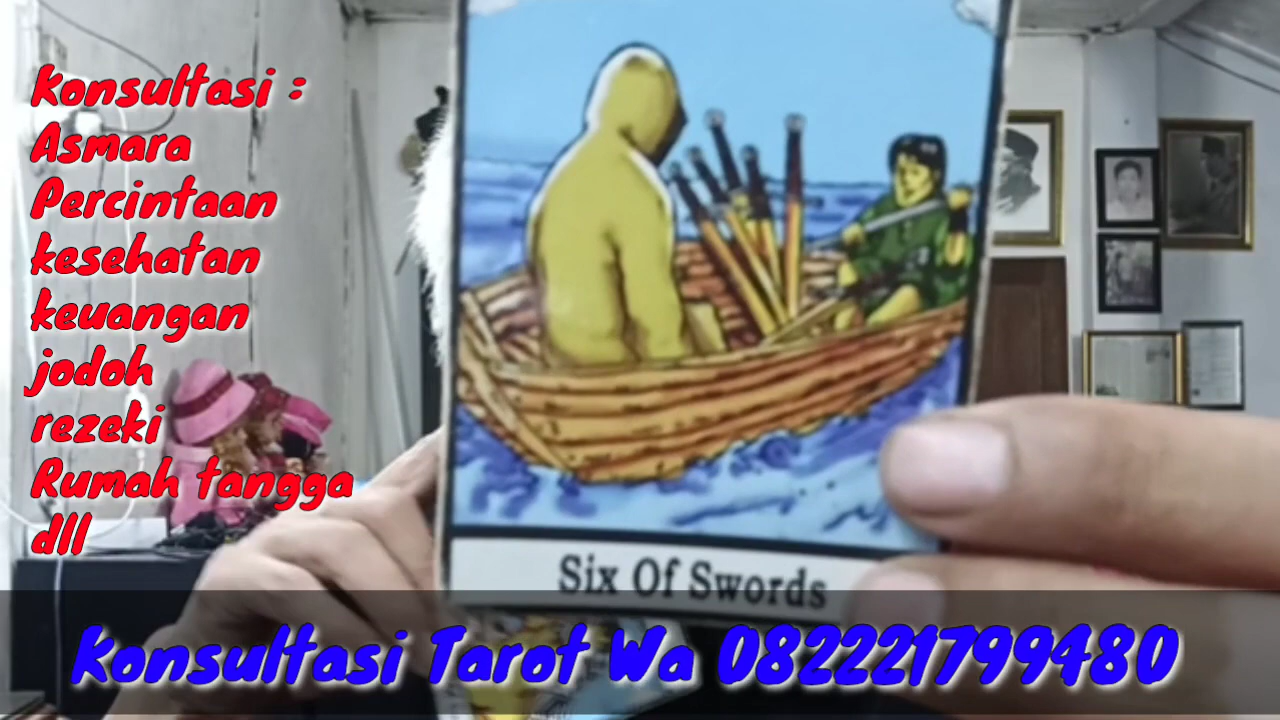 Konsultasi :
Asmara
Percintaan
kesehatan
keuangan
jodoh
rezeki
Rumah tangga
dll
Six Of Swords
Konsultasi Tarot Wa 082221799480